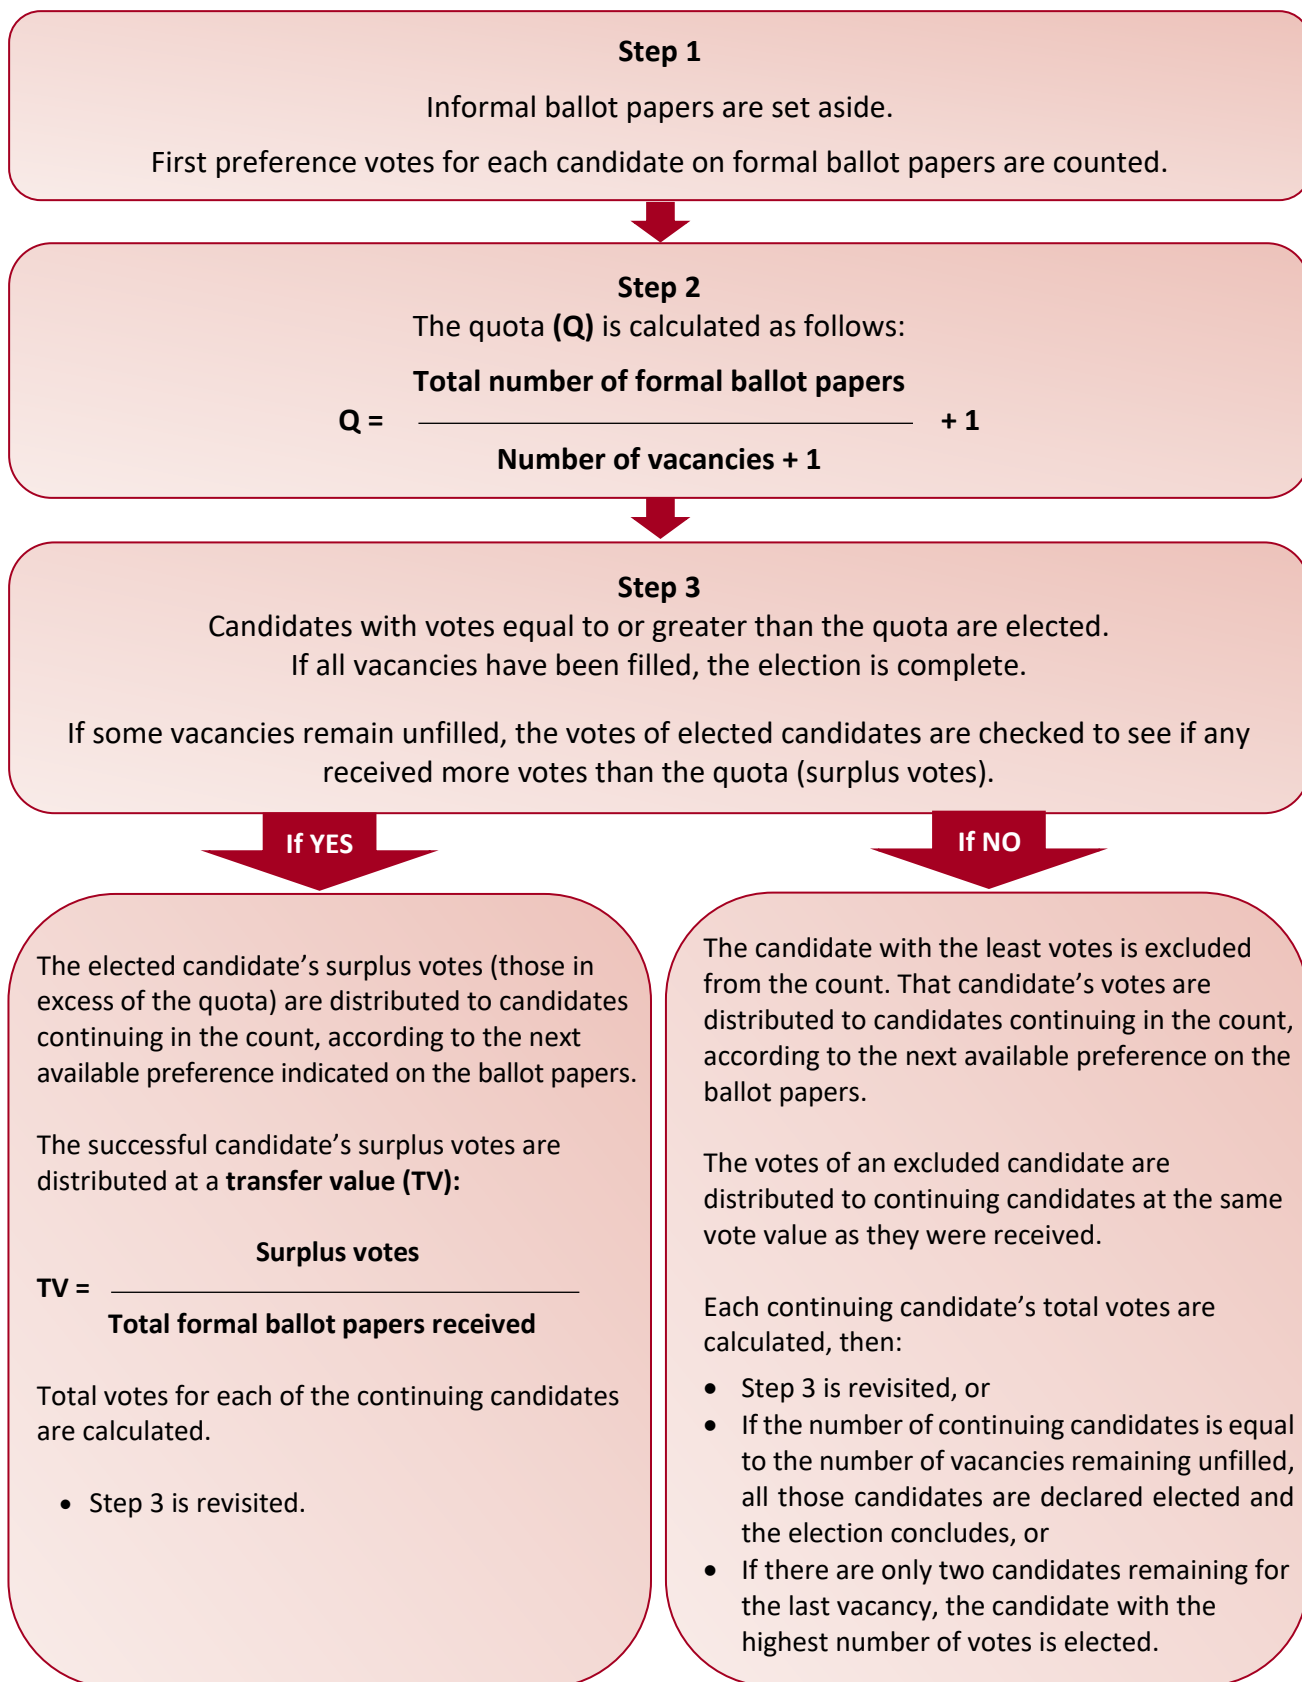 Step 1
Informal ballot papers are set aside.
First preference votes for each candidate on formal ballot papers are counted.
Step 2
The quota (Q) is calculated as follows:
Total number of formal ballot papers
Q = + 1
Number of vacancies + 1
Step 3
Candidates with votes equal to or greater than the quota are elected.
If all vacancies have been filled, the election is complete.
If some vacancies remain unfilled, the votes of elected candidates are checked to see if any
received more votes than the quota (surplus votes).
If YES
The elected candidate’s surplus votes (those in
excess of the quota) are distributed to candidates
continuing in the count, according to the next
available preference indicated on the ballot papers.
The successful candidate’s surplus votes are
distributed at a transfer value (TV):
Surplus votes
TV =
Total formal ballot papers received
Total votes for each of the continuing candidates
are calculated.
• Step 3 is revisited.
If NO
The candidate with the least votes is excluded
from the count. That candidate’s votes are
distributed to candidates continuing in the count,
according to the next available preference on the
ballot papers.
The votes of an excluded candidate are
distributed to continuing candidates at the same
vote value as they were received.
Each continuing candidate’s total votes are
calculated, then:
• Step 3 is revisited, or
• If the number of continuing candidates is equal
to the number of vacancies remaining unfilled,
all those candidates are declared elected and
the election concludes, or
• If there are only two candidates remaining for
the last vacancy, the candidate with the
highest number of votes is elected.